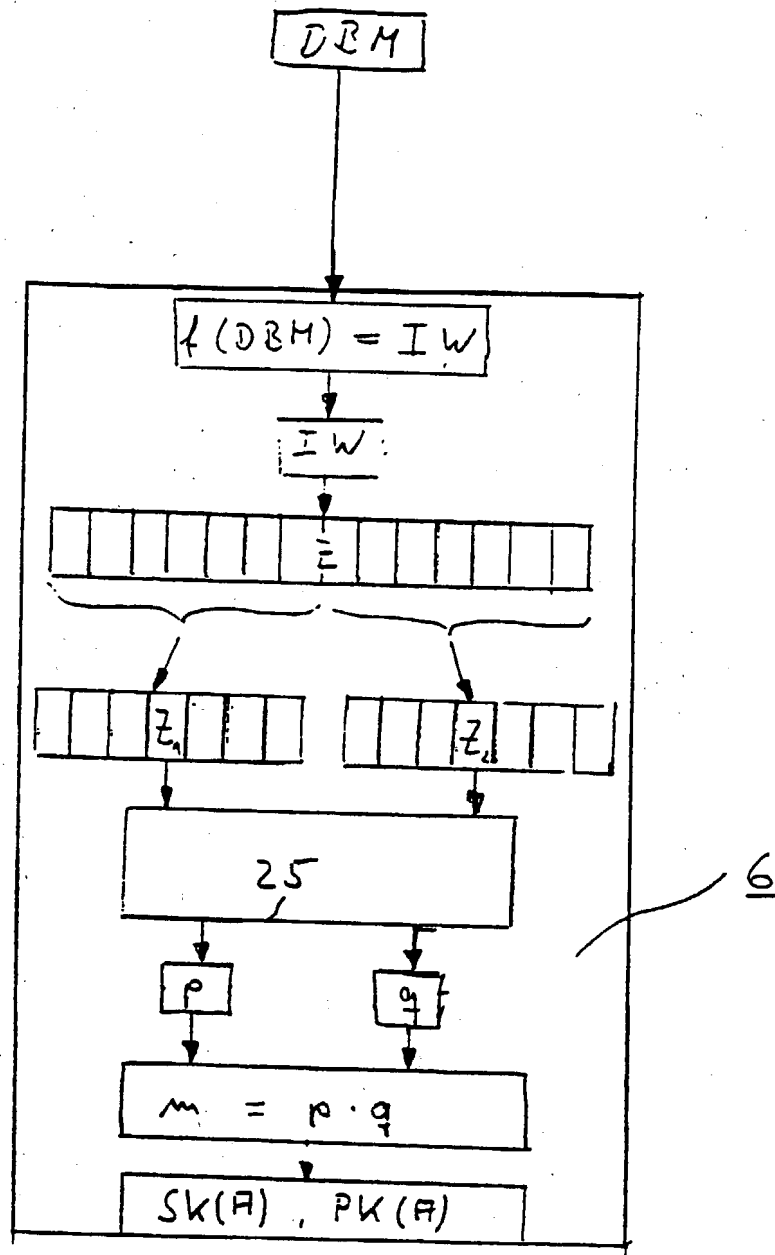 DBM
f (DBM) = IW
IW
Z₁ Z₂
25
6
p q
m = p · q
SK(A), PK(A)